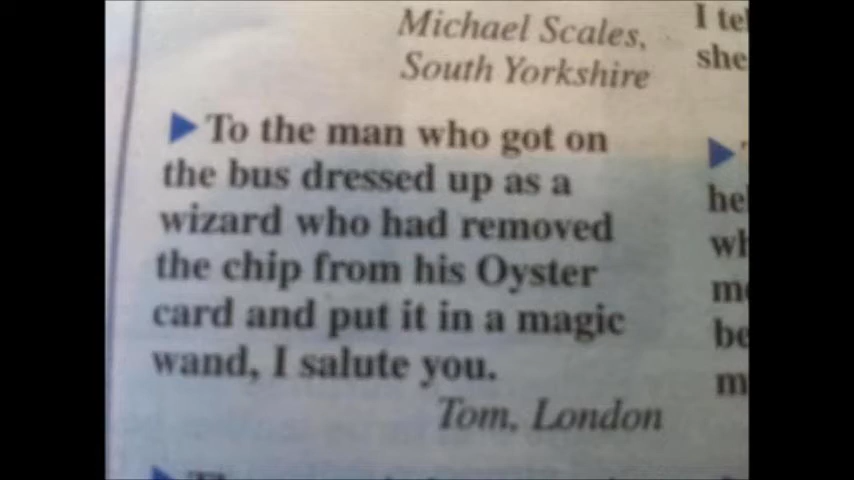 Michael Scales,
South Yorkshire
To the man who got on
the bus dressed up as a
wizard who had removed
the chip from his Oyster
card and put it in a magic
wand, I salute you.
Tom, London
I
she